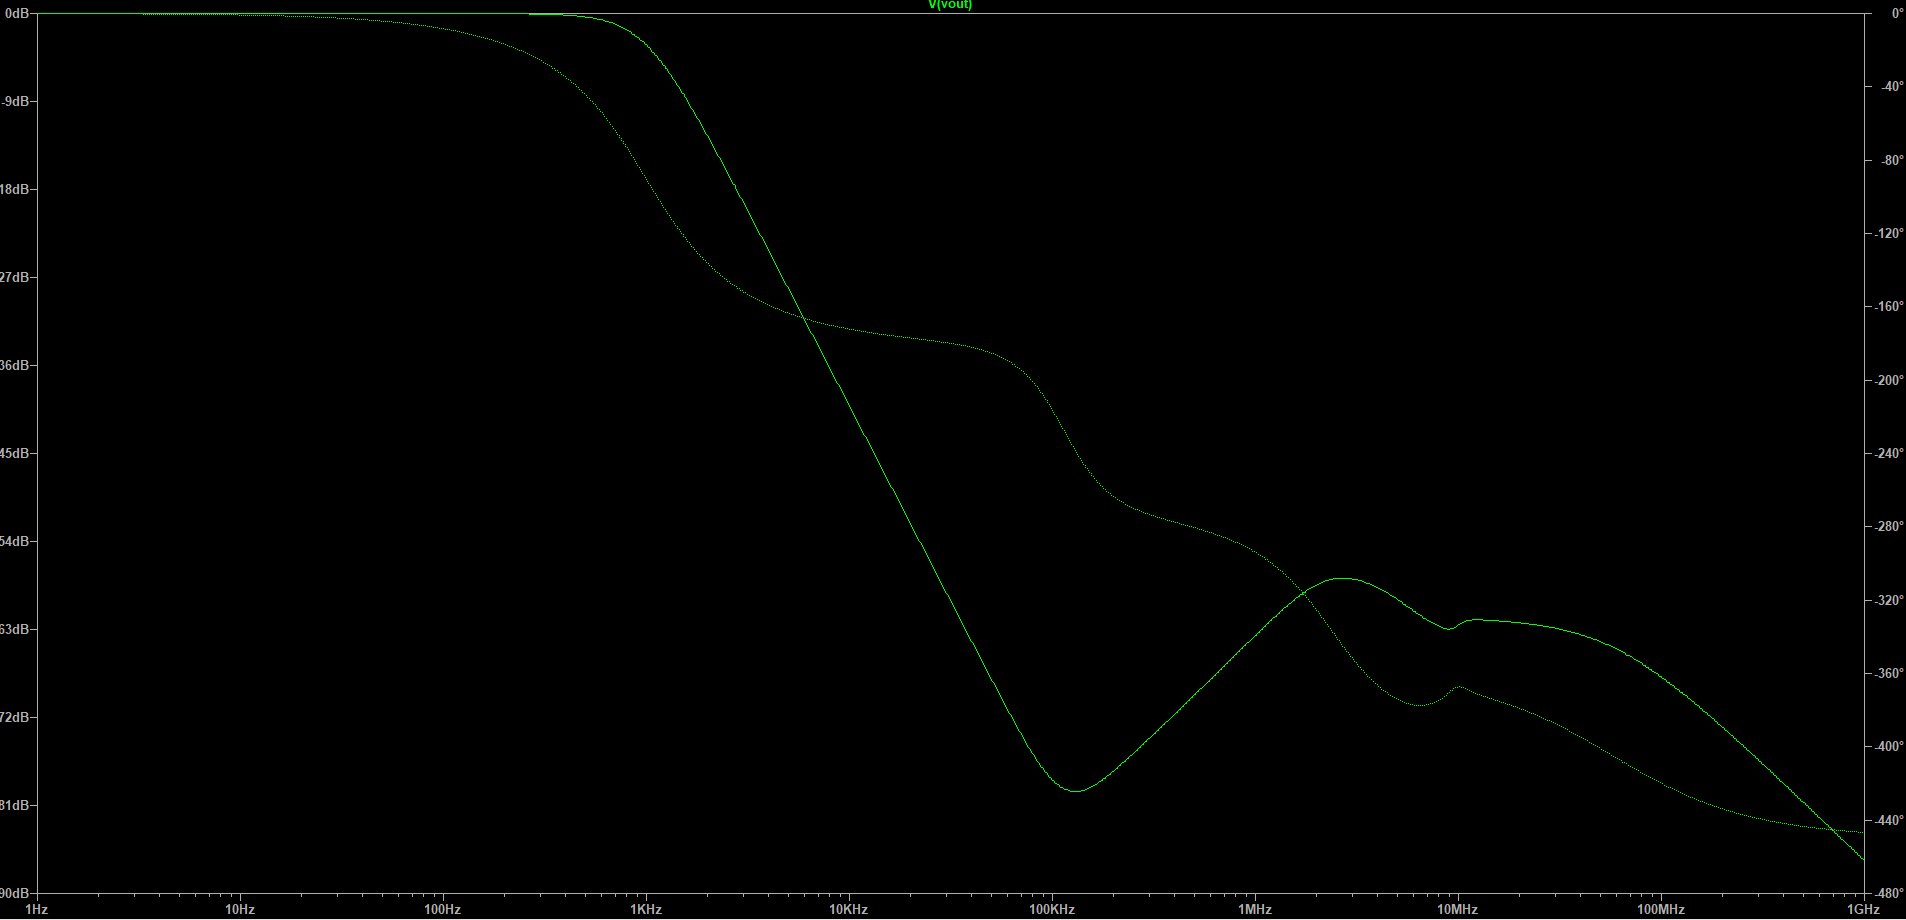 V(vout)
0dB
-9dB
18dB
27dB
36dB
45dB
54dB
63dB
72dB
81dB
90dB
0°
-40°
-80°
-120°
-160°
-200°
-240°
-280°
-320°
-360°
-400°
-440°
-480°
1Hz 10Hz 100Hz 1KHz 10KHz 100KHz 1MHz 10MHz 100MHz 1GHz